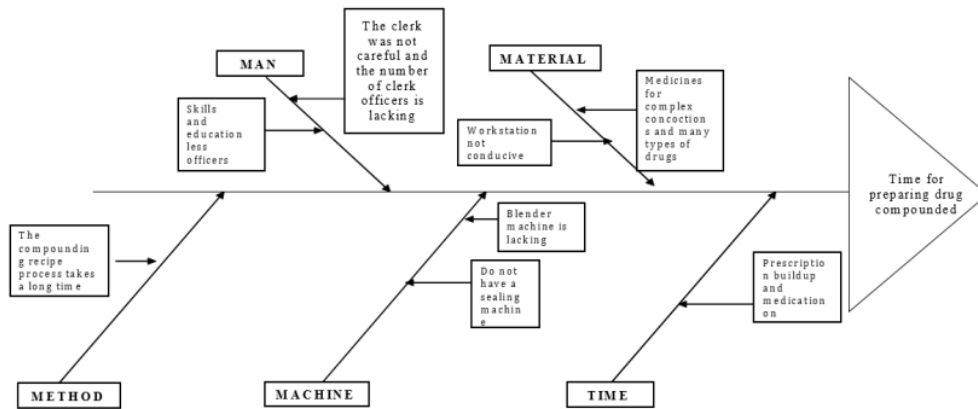 The clerk
was not
careful and
the number
of clerk
officers is
lacking
MAN
Skills
and
education
less
officers
MATERIAL
Medicines
for
complex
concoction
s and many
types of
drugs
Workstation
not
conducive
Time for
preparing drug
compounded
The
compoundin
g recipe
process takes
a long time
Blender
machine is
lacking
Do not
have a
sealing
machin
e
Prescriptio
n buildup
and
medication
on
METHOD
MACHINE
TIME